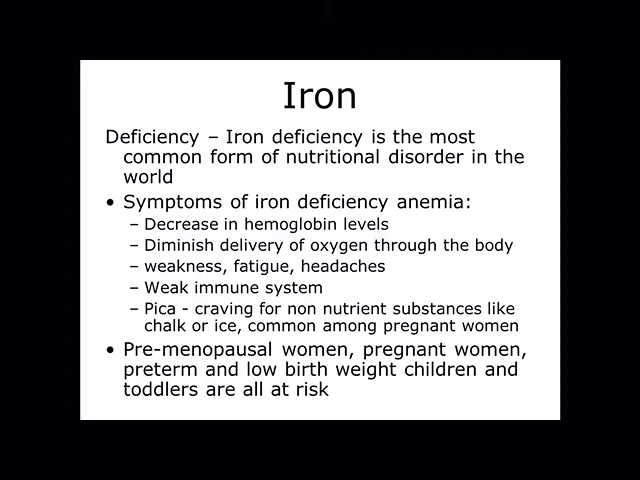 Iron
Deficiency – Iron deficiency is the most
common form of nutritional disorder in the
world
• Symptoms of iron deficiency anemia:
– Decrease in hemoglobin levels
– Diminish delivery of oxygen through the body
– weakness, fatigue, headaches
– Weak immune system
– Pica - craving for non nutrient substances like
chalk or ice, common among pregnant women
• Pre-menopausal women, pregnant women,
preterm and low birth weight children and
toddlers are all at risk